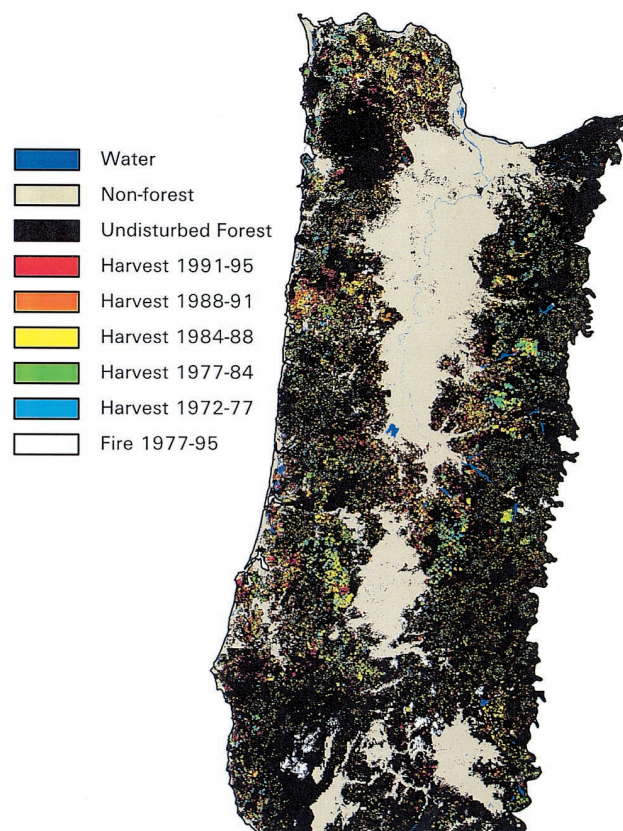 Water
Non-forest
Undisturbed Forest
Harvest 1991-95
Harvest 1988-91
Harvest 1984-88
Harvest 1977-84
Harvest 1972-77
Fire 1977-95